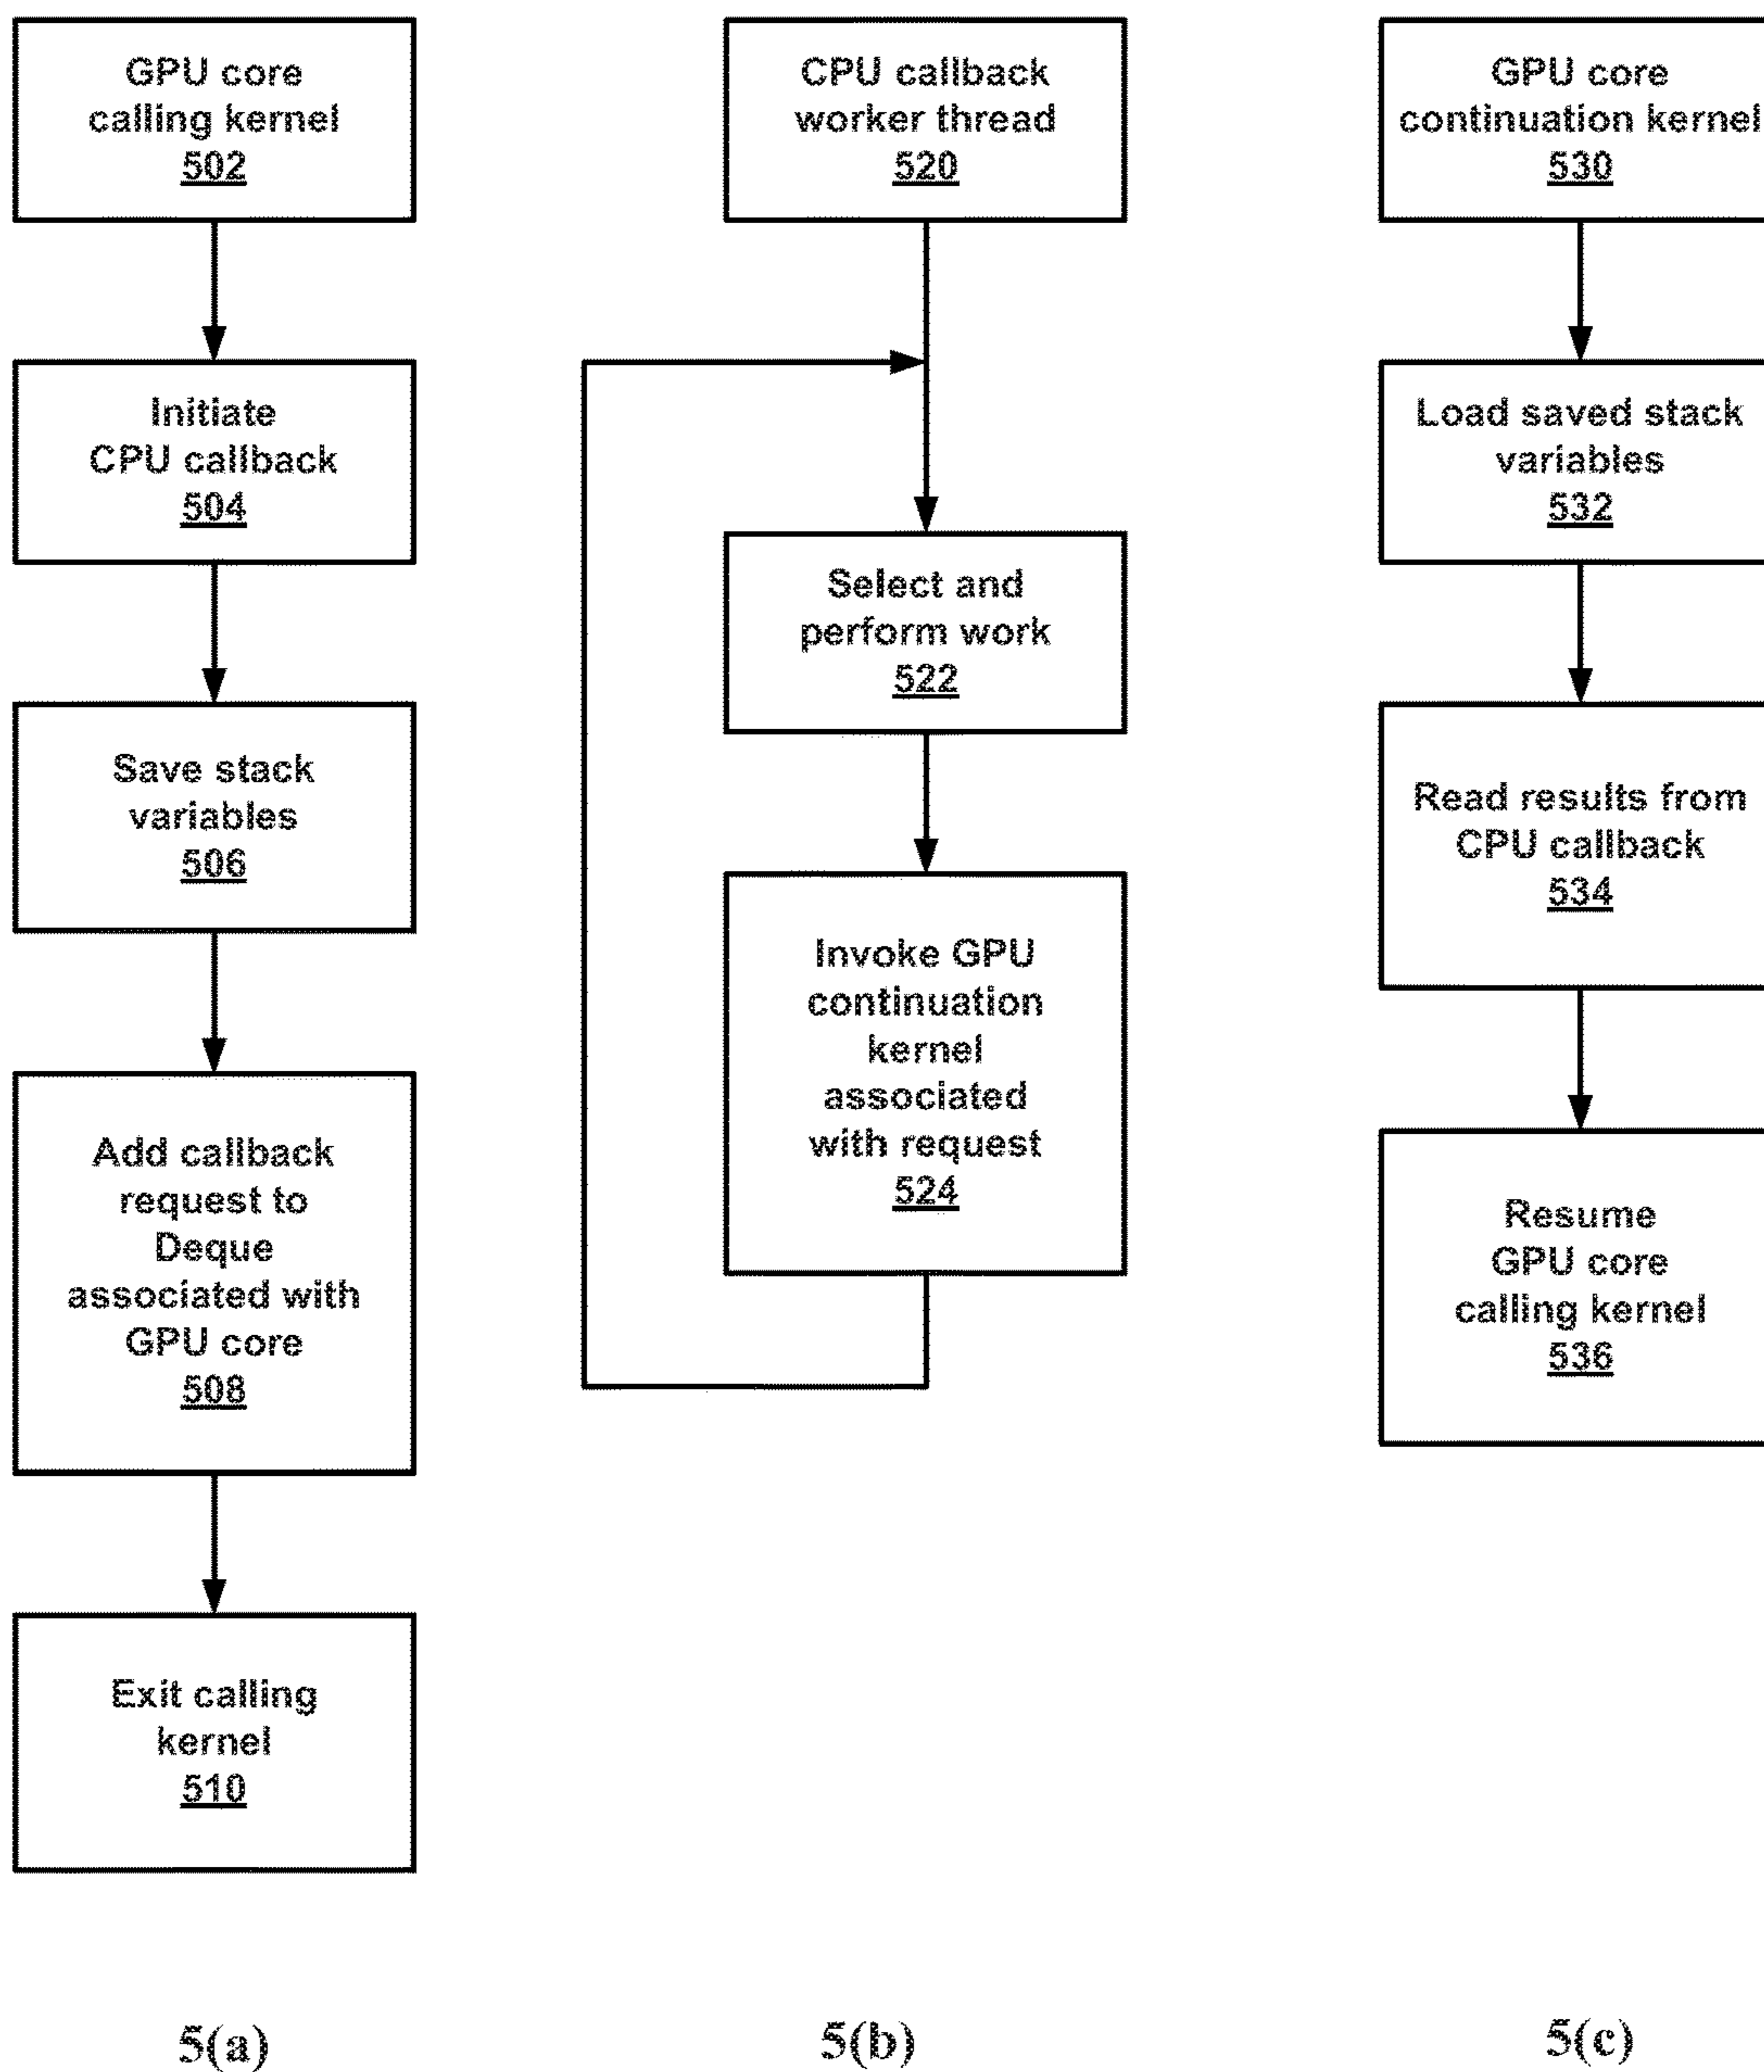 GPU core
calling kernel
502
Initiate
CPU callback
504
Save stack
variables
506
Add callback
request to
Deque
associated with
GPU core
508
Exit calling
kernel
510
5(a)
CPU callback
worker thread
520
Select and
perform work
522
Invoke GPU
continuation
kernel
associated
with request
524
5(b)
GPU core
continuation kernel
530
Load saved stack
variables
532
Read results from
CPU callback
534
Resume
GPU core
calling kernel
536
5(c)